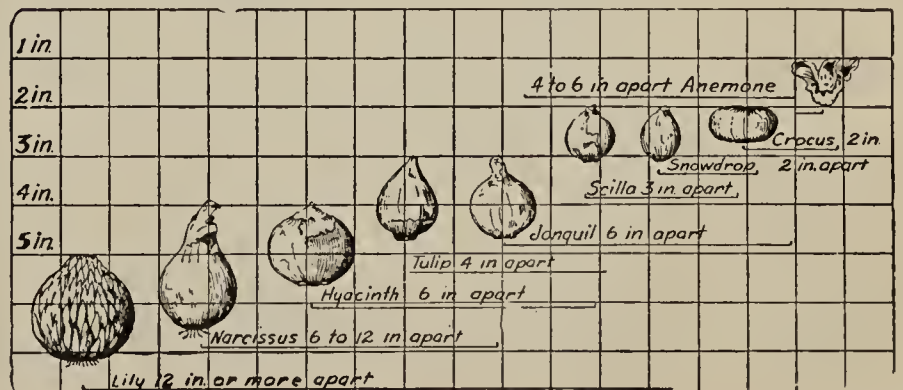 1 in.
2 in.
4 to 6 in apart Anemone
3 in.
Crocus, 2 in.
Snowdrop, 2 in. apart
4 in.
Scilla 3 in. apart
5 in.
Jonquil 6 in apart
Tulip 4 in apart
Hyacinth 6 in apart
Narcissus 6 to 12 in apart
Lily 12 in. or more apart